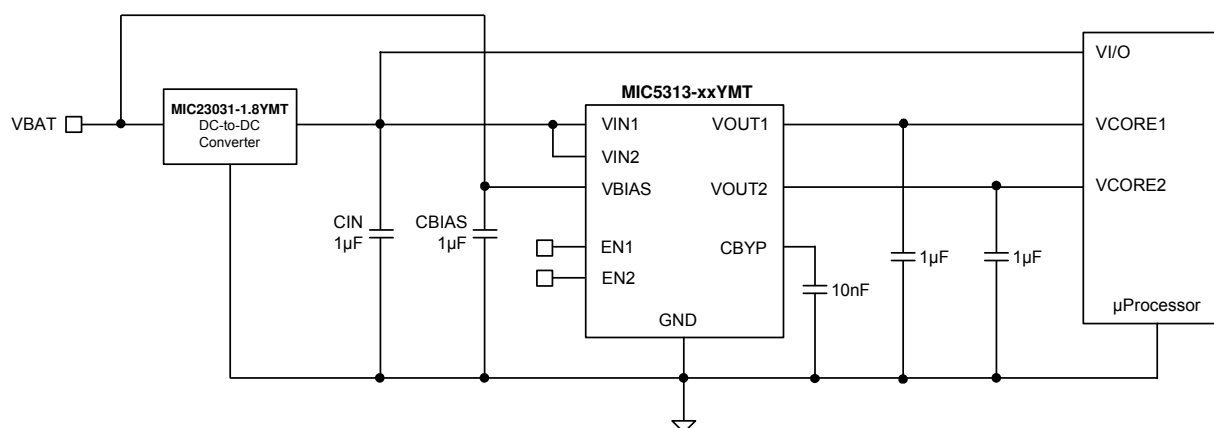 VBAT
MIC23031-1.8YMT
DC-to-DC
Converter
CIN
1µF
CBIAS
1µF
MIC5313-xxYMT
VIN1
VIN2
VBIAS
EN1
EN2
VOUT1
VOUT2
CBYP
GND
10nF
1µF
1µF
VI/O
VCORE1
VCORE2
µProcessor